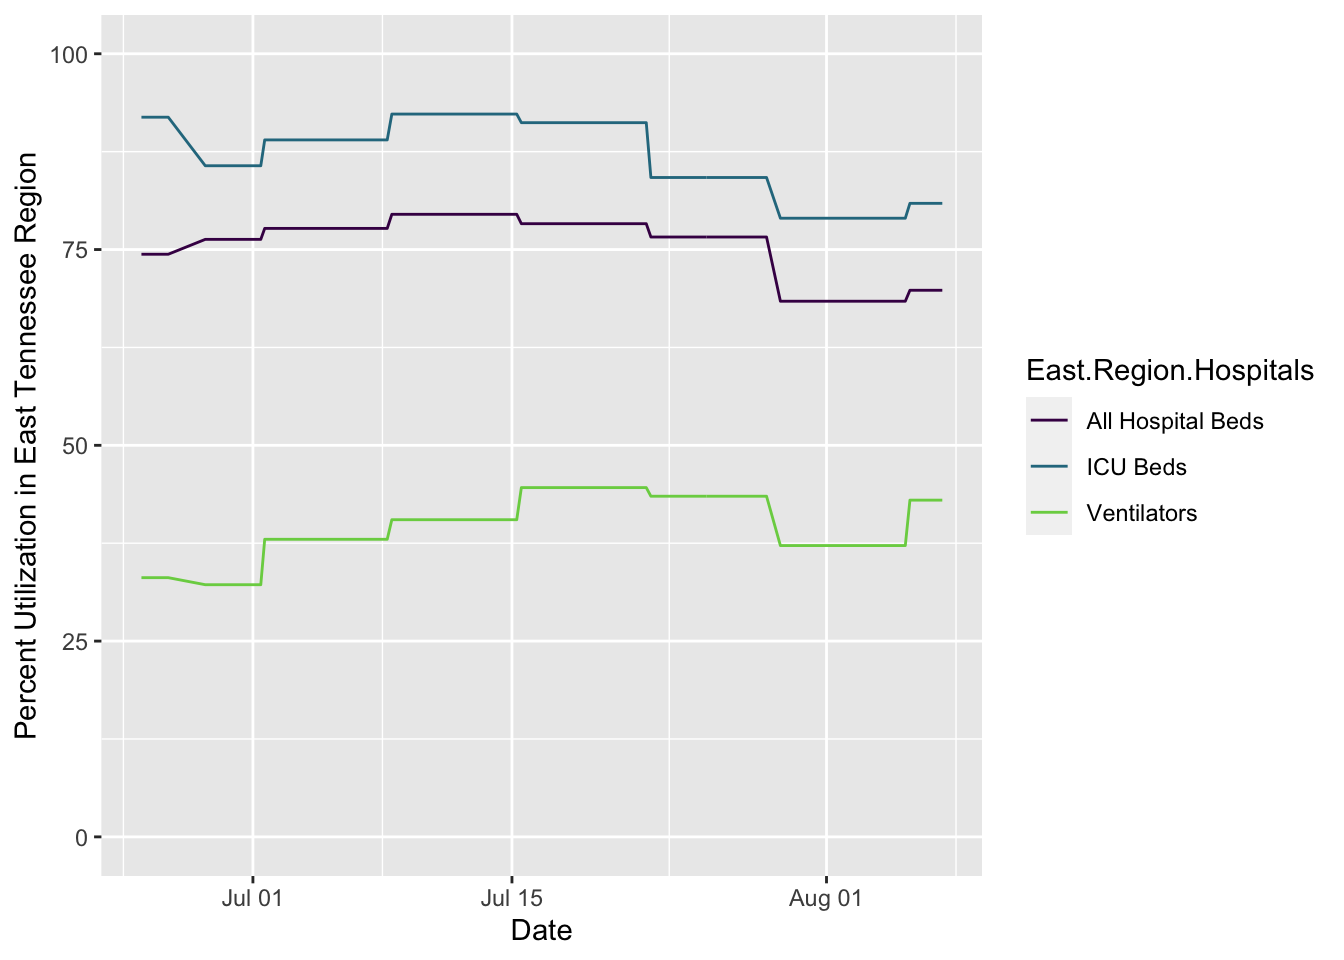 Percent Utilization in East Tennessee Region
100
75
50
25
0
Jul 01
Jul 15
Aug 01
Date
East.Region.Hospitals
All Hospital Beds
ICU Beds
Ventilators